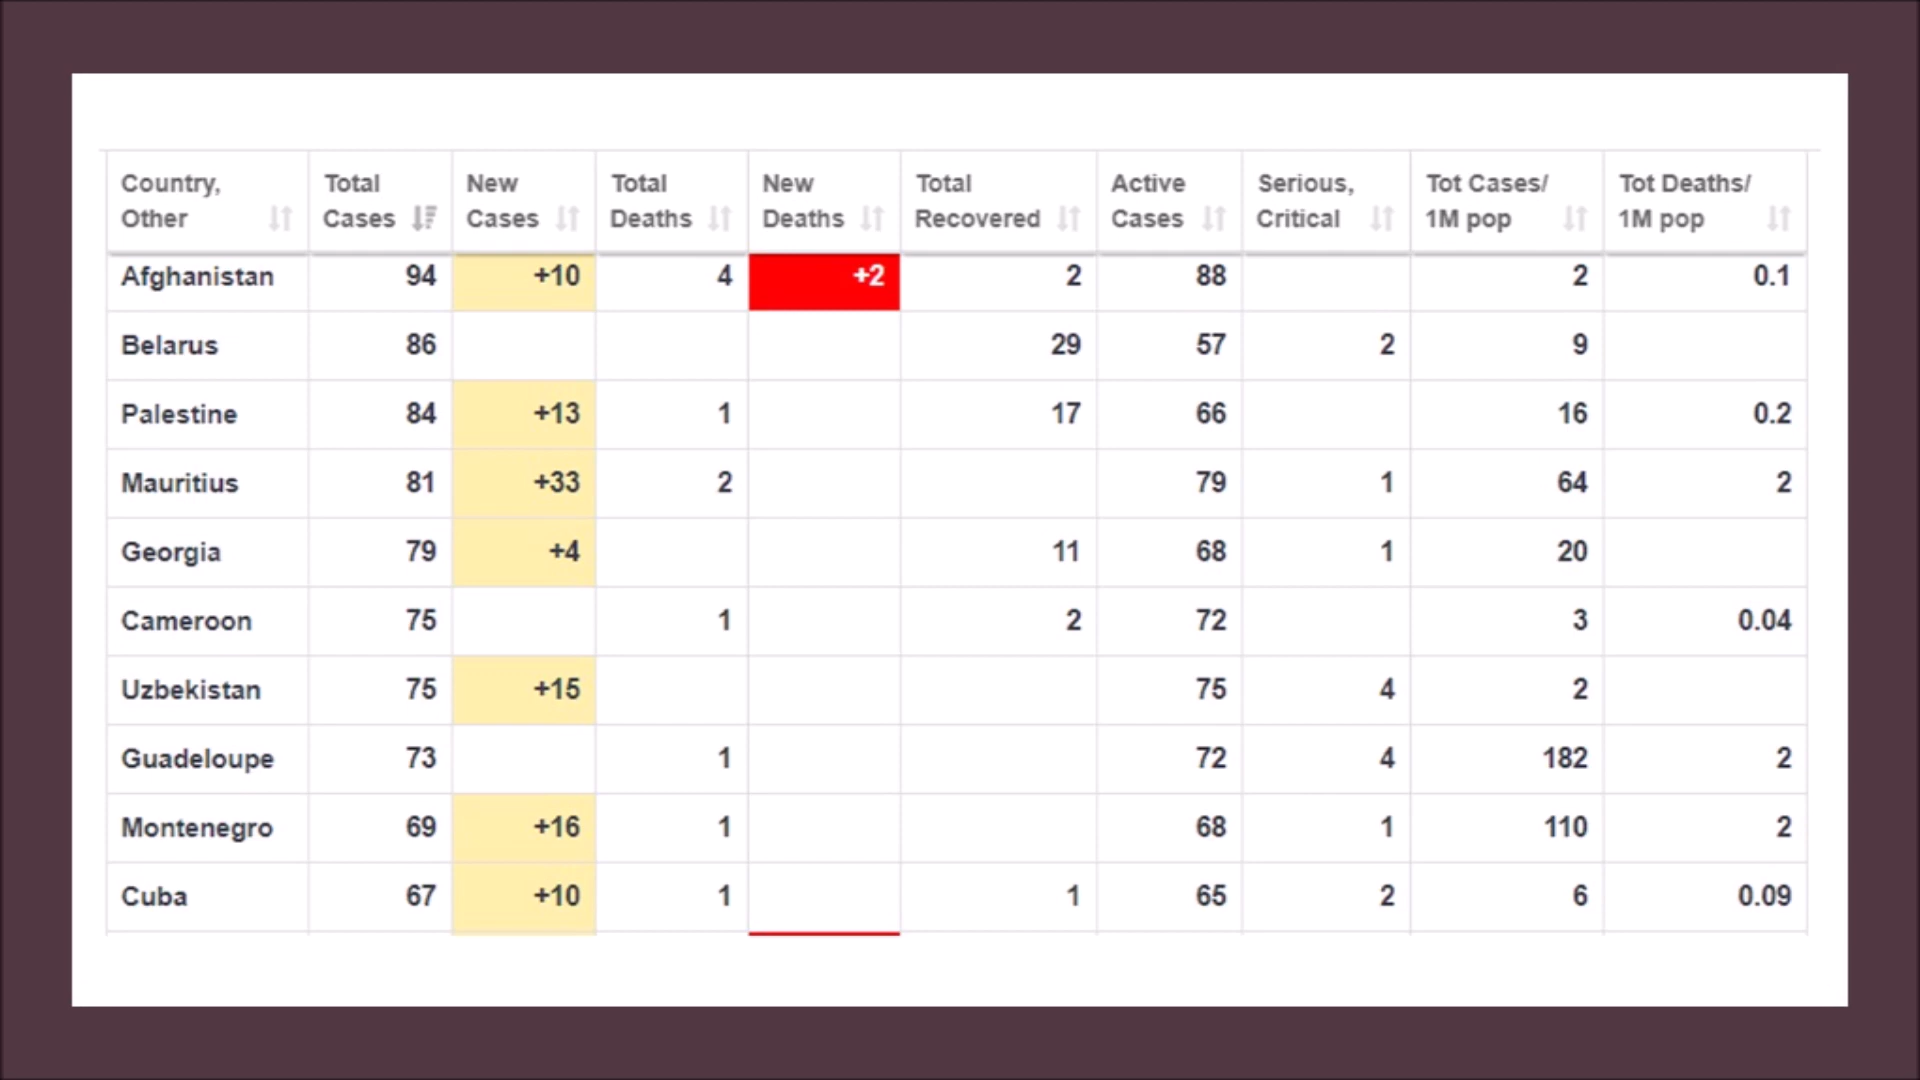 Country, Other Total Cases New Cases Total Deaths New Deaths Total Recovered Active Cases Serious, Critical Tot Cases/ 1M pop Tot Deaths/ 1M pop
Afghanistan 94 +10 4 +2 2 88 2 0.1
Belarus 86 29 57 2 9
Palestine 84 +13 1 17 66 16 0.2
Mauritius 81 +33 2 79 1 64 2
Georgia 79 +4 11 68 1 20
Cameroon 75 1 2 72 3 0.04
Uzbekistan 75 +15 75 4 2
Guadeloupe 73 1 72 4 182 2
Montenegro 69 +16 1 68 1 110 2
Cuba 67 +10 1 1 65 2 6 0.09